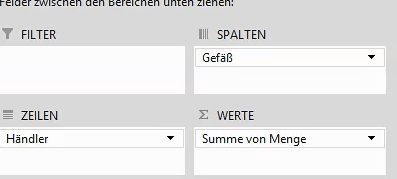 Felder zwischen den Bereichen unten ziehen:
FILTER
SPALTEN
Gefäß
ZEILEN
Σ WERTE
Händler
Summe von Menge